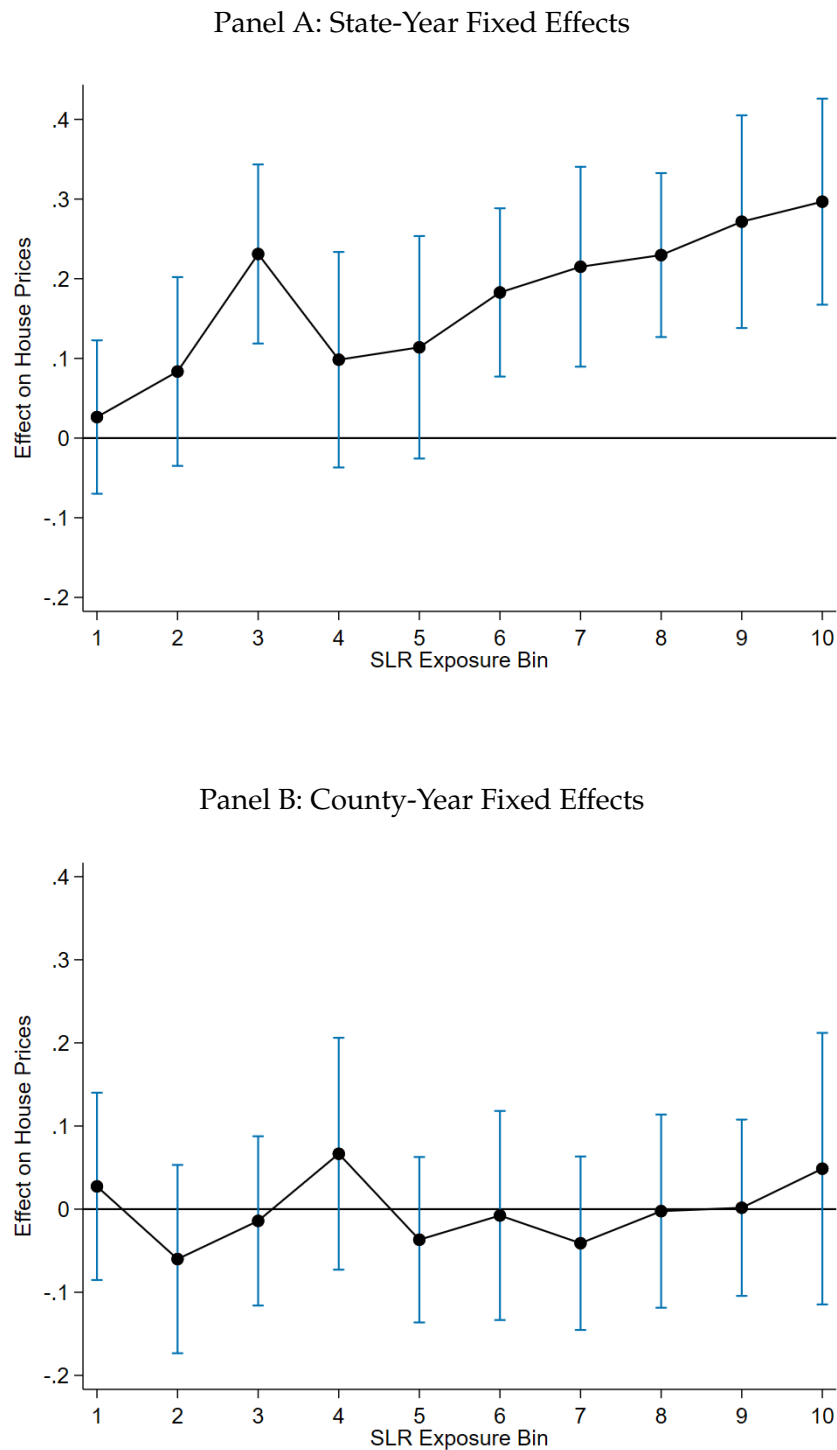 Panel A: State-Year Fixed Effects
Effect on House Prices
.4
.3
.2
.1
0
-.1
-.2
1 2 3 4 5 6 7 8 9 10
SLR Exposure Bin
Panel B: County-Year Fixed Effects
Effect on House Prices
.4
.3
.2
.1
0
-.1
-.2
1 2 3 4 5 6 7 8 9 10
SLR Exposure Bin